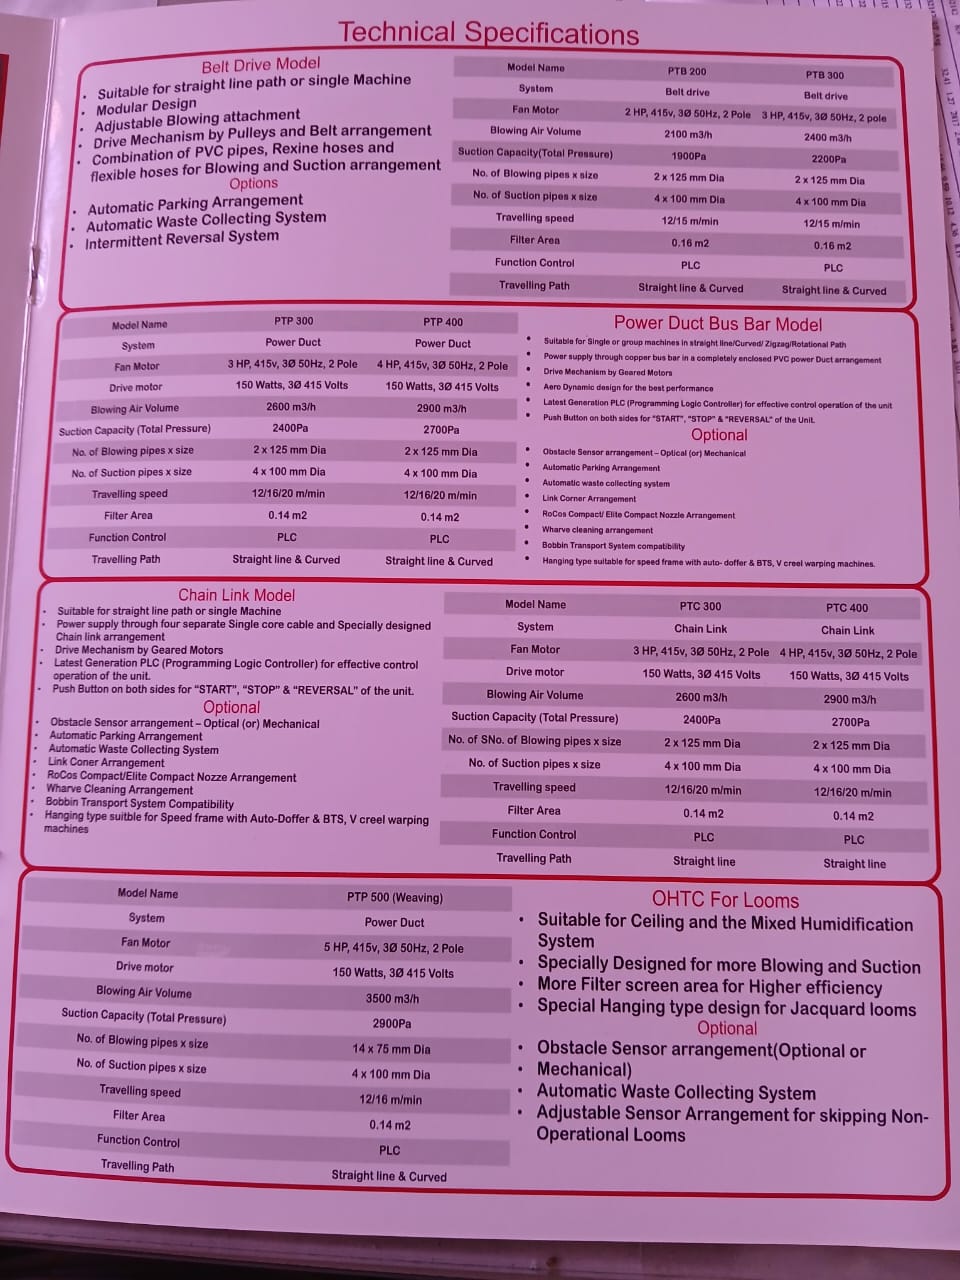 Technical Specifications
Belt Drive Model
• Suitable for straight line path or single Machine
• Modular Design
• Adjustable Blowing attachment
• Drive Mechanism by Pulleys and Belt arrangement
• Combination of PVC pipes, Rexine hoses and
flexible hoses for Blowing and Suction arrangement
Options
• Automatic Parking Arrangement
• Automatic Waste Collecting System
• Intermittent Reversal System
Model Name PTB 200 PTB 300
System Belt drive Belt drive
Fan Motor 2 HP, 415v, 3Ø 50Hz, 2 Pole 3 HP, 415v, 3Ø 50Hz, 2 pole
Blowing Air Volume 2100 m3/h 2400 m3/h
Suction Capacity(Total Pressure) 1900Pa 2200Pa
No. of Blowing pipes x size 2 x 125 mm Dia 2 x 125 mm Dia
No. of Suction pipes x size 4 x 100 mm Dia 4 x 100 mm Dia
Travelling speed 12/15 m/min 12/15 m/min
Filter Area 0.16 m2 0.16 m2
Function Control PLC PLC
Travelling Path Straight line & Curved Straight line & Curved
Model Name PTP 300 PTP 400
System Power Duct Power Duct
Fan Motor 3 HP, 415v, 3Ø 50Hz, 2 Pole 4 HP, 415v, 3Ø 50Hz, 2 Pole
Drive motor 150 Watts, 3Ø 415 Volts 150 Watts, 3Ø 415 Volts
Blowing Air Volume 2600 m3/h 2900 m3/h
Suction Capacity (Total Pressure) 2400Pa 2700Pa
No. of Blowing pipes x size 2 x 125 mm Dia 2 x 125 mm Dia
No. of Suction pipes x size 4 x 100 mm Dia 4 x 100 mm Dia
Travelling speed 12/16/20 m/min 12/16/20 m/min
Filter Area 0.14 m2 0.14 m2
Function Control PLC PLC
Travelling Path Straight line & Curved Straight line & Curved
Power Duct Bus Bar Model
• Suitable for Single or group machines in straight line/Curved/ Zigzag/Rotational Path
• Power supply through copper bus bar in a completely enclosed PVC power Duct arrangement
• Drive Mechanism by Geared Motors
• Aero Dynamic design for the best performance
• Latest Generation PLC (Programming Logic Controller) for effective control operation of the unit
• Push Button on both sides for "START", "STOP" & "REVERSAL" of the Unit.
Optional
• Obstacle Sensor arrangement – Optical (or) Mechanical
• Automatic Parking Arrangement
• Automatic waste collecting system
• Link Corner Arrangement
• RoCos Compact/ Elite Compact Nozzle Arrangement
• Wharve cleaning arrangement
• Bobbin Transport System compatibility
• Hanging type suitable for speed frame with auto- doffer & BTS, V creel warping machines.
Chain Link Model
• Suitable for straight line path or single Machine
• Power supply through four separate Single core cable and Specially designed
Chain link arrangement
• Drive Mechanism by Geared Motors
• Latest Generation PLC (Programming Logic Controller) for effective control
operation of the unit.
• Push Button on both sides for "START", "STOP" & "REVERSAL" of the unit.
Optional
• Obstacle Sensor arrangement – Optical (or) Mechanical
• Automatic Parking Arrangement
• Automatic Waste Collecting System
• Link Coner Arrangement
• RoCos Compact/Elite Compact Nozze Arrangement
• Wharve Cleaning Arrangement
• Bobbin Transport System Compatibility
• Hanging type suitble for Speed frame with Auto-Doffer & BTS, V creel warping
machines
Model Name PTC 300 PTC 400
System Chain Link Chain Link
Fan Motor 3 HP, 415v, 3Ø 50Hz, 2 Pole 4 HP, 415v, 3Ø 50Hz, 2 Pole
Drive motor 150 Watts, 3Ø 415 Volts 150 Watts, 3Ø 415 Volts
Blowing Air Volume 2600 m3/h 2900 m3/h
Suction Capacity (Total Pressure) 2400Pa 2700Pa
No. of SNo. of Blowing pipes x size 2 x 125 mm Dia 2 x 125 mm Dia
No. of Suction pipes x size 4 x 100 mm Dia 4 x 100 mm Dia
Travelling speed 12/16/20 m/min 12/16/20 m/min
Filter Area 0.14 m2 0.14 m2
Function Control PLC PLC
Travelling Path Straight line Straight line
Model Name PTP 500 (Weaving)
System Power Duct
Fan Motor 5 HP, 415v, 3Ø 50Hz, 2 Pole
Drive motor 150 Watts, 3Ø 415 Volts
Blowing Air Volume 3500 m3/h
Suction Capacity (Total Pressure) 2900Pa
No. of Blowing pipes x size 14 x 75 mm Dia
No. of Suction pipes x size 4 x 100 mm Dia
Travelling speed 12/16 m/min
Filter Area 0.14 m2
Function Control PLC
Travelling Path Straight line & Curved
OHTC For Looms
• Suitable for Ceiling and the Mixed Humidification
System
• Specially Designed for more Blowing and Suction
• More Filter screen area for Higher efficiency
• Special Hanging type design for Jacquard looms
Optional
• Obstacle Sensor arrangement(Optional or
• Mechanical)
• Automatic Waste Collecting System
• Adjustable Sensor Arrangement for skipping Non-
Operational Looms